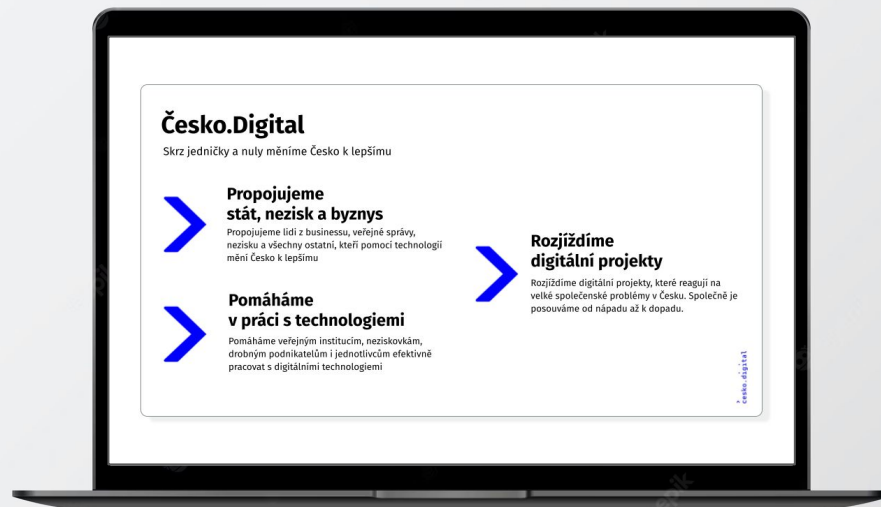 Česko.Digital
Skrz jedničky a nuly měníme Česko k lepšímu
Propojujeme
stát, nezisk a byznys
Propojujeme lidi z businessu, veřejné správy,
nezisku a všechny ostatní, kteří pomocí technologií
mění Česko k lepšímu
Pomáháme
v práci s technologiemi
Pomáháme veřejným institucím, neziskovkám,
drobným podnikatelům i jednotlivcům efektivně
pracovat s digitálními technologiemi
Rozjíždíme
digitální projekty
Rozjíždíme digitální projekty, které reagují na
velké společenské problémy v Česku. Společně je
posouváme od nápadu až k dopadu.
česko.digital